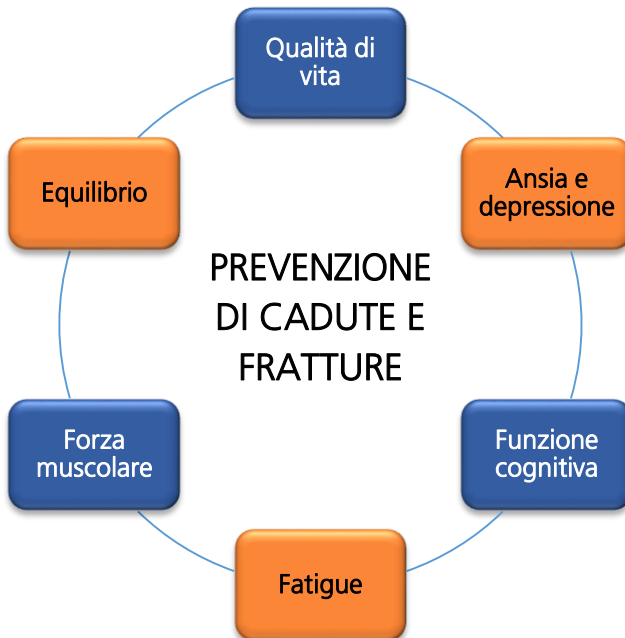 Qualità di
vita
Ansia e
depressione
Funzione
cognitiva
Fatigue
Forza
muscolare
Equilibrio
PREVENZIONE
DI CADUTE E
FRATTURE